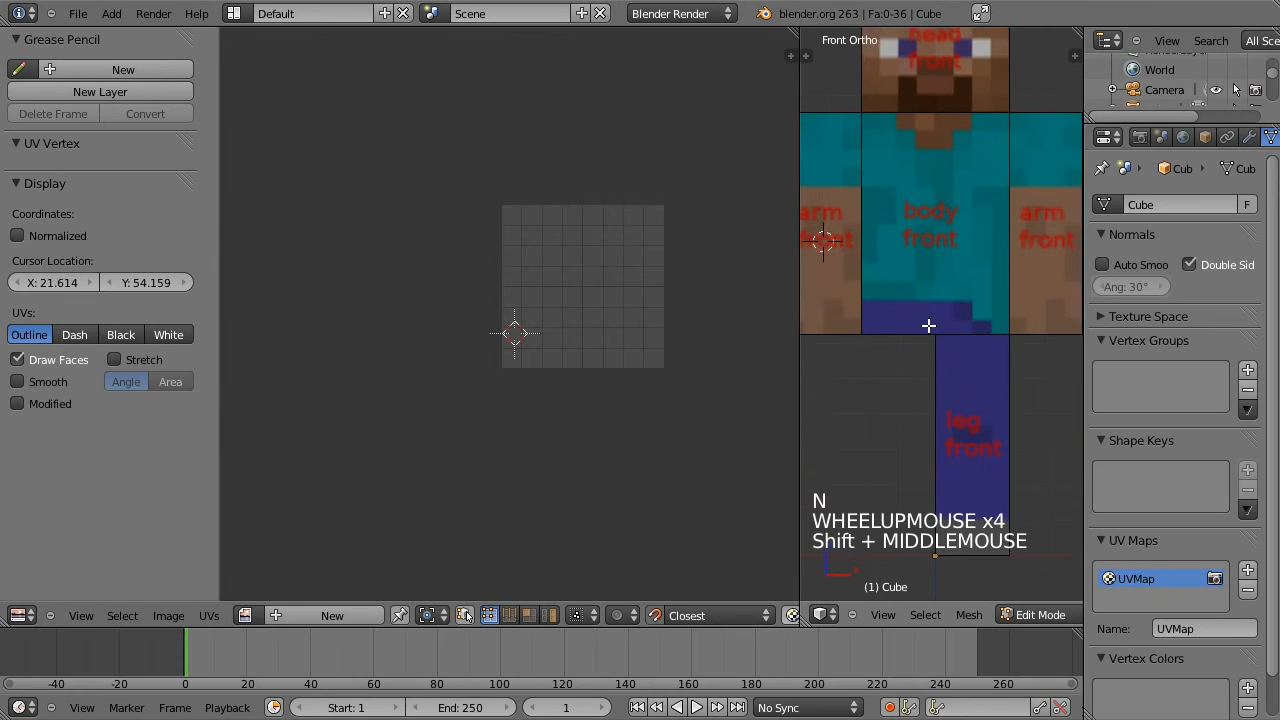 File Add Render Help Default Scene Blender Render blender.org 263 | Fa:0-36 | Cube
Grease Pencil
New
New Layer
Delete Frame Convert
UV Vertex
Display
Coordinates:
Normalized
Cursor Location:
X: 21.614 Y: 54.159
UVs:
Outline Dash Black White
Draw Faces Stretch
Smooth Angle Area
Modified
Front Ortho
head
front
arm
front
body
front
arm
front
leg
front
N
WHEELUPMOUSE x4
Shift + MIDDLEMOUSE
(1) Cube
View Search All Sce
World
Camera
Cub Cub
Cube F
Normals
Auto Smoo Double Sid
Ang: 30°
Texture Space
Vertex Groups
Shape Keys
UV Maps
UVMap
Name: UVMap
Vertex Colors
View Select Image UVs New Closest
View Select Mesh Edit Mode
-40 -20 0 20 40 60 80 100 120 140 160 180 200 220 240 260
View Marker Frame Playback Start: 1 End: 250 1 No Sync